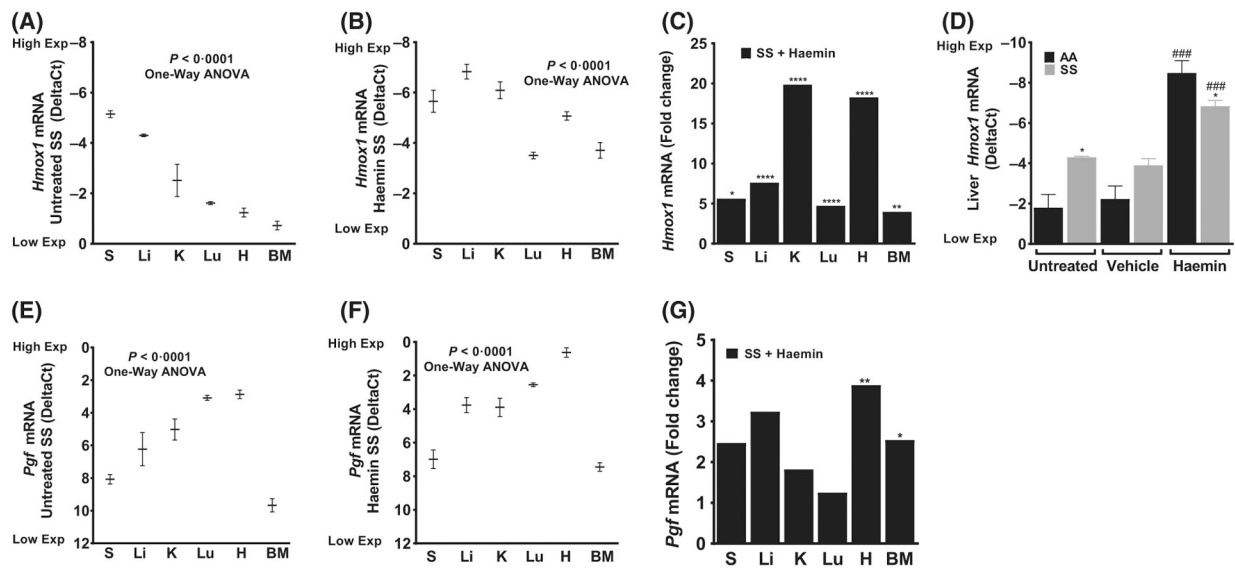 (A)
High Exp
–8
–6
–4
–2
0
Low Exp
Hmox1 mRNA
Untreated SS (DeltaCt)
P < 0·0001
One-Way ANOVA
S Li K Lu H BM
(B)
High Exp
–8
–6
–4
–2
0
Low Exp
Hmox1 mRNA
Haemin SS (DeltaCt)
P < 0·0001
One-Way ANOVA
S Li K Lu H BM
(C)
25
20
15
10
5
0
Hmox1 mRNA (Fold change)
SS + Haemin
* **** **** **** **** **
S Li K Lu H BM
(D)
High Exp
–10
–8
–6
–4
–2
0
Low Exp
Liver Hmox1 mRNA
(DeltaCt)
AA
SS
*
###
###
*
Untreated Vehicle Haemin
(E)
High Exp
0
2
4
6
8
10
12
Low Exp
Pgf mRNA
Untreated SS (DeltaCt)
P < 0·0001
One-Way ANOVA
S Li K Lu H BM
(F)
High Exp
0
2
4
6
8
10
12
Low Exp
Pgf mRNA
Haemin SS (DeltaCt)
P < 0·0001
One-Way ANOVA
S Li K Lu H BM
(G)
5
4
3
2
1
0
Pgf mRNA (Fold change)
SS + Haemin
** *
S Li K Lu H BM